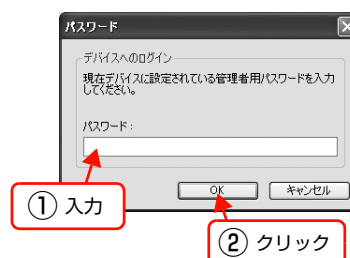 パスワード
デバイスへのログイン
現在デバイスに設定されている管理者用パスワードを入力
してください。
パスワード：
OK キャンセル
① 入力
② クリック